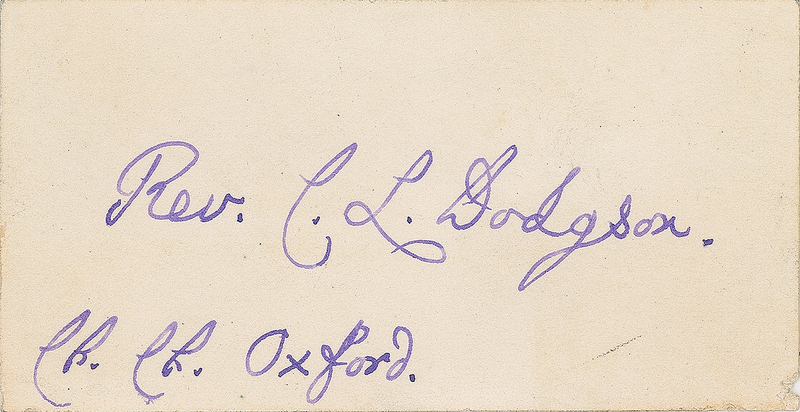 Rev. C. L. Dodgson.
Ch. Ch. Oxford.